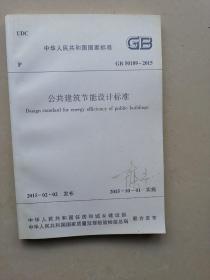 UDC
中华人民共和国国家标准
GB
P
GB 50189-2015
公共建筑节能设计标准
Design standard for energy efficiency of public buildings
2015-02-02 发布
2015-10-01 实施
中华人民共和国住房和城乡建设部
中华人民共和国国家质量监督检验检疫总局
联合发布